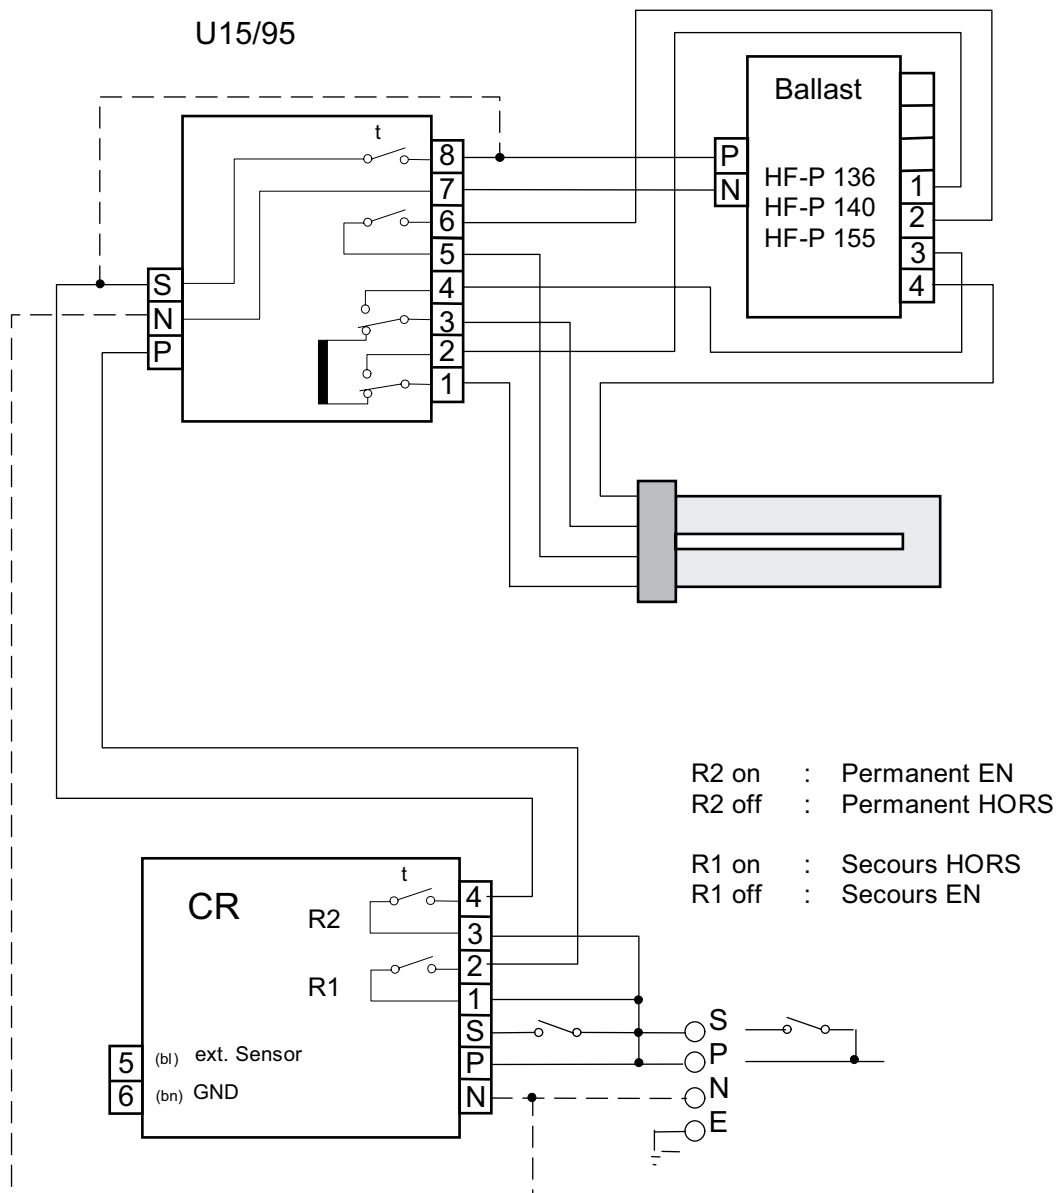 U15/95
Ballast
HF-P 136
HF-P 140
HF-P 155
P
N
1
2
3
4
t
8
7
6
5
4
3
2
1
S
N
P
R2 on : Permanent EN
R2 off : Permanent HORS
R1 on : Secours HORS
R1 off : Secours EN
CR
t
R2
R1
4
3
2
1
S
P
N
5 (bl) ext. Sensor
6 (bn) GND
S
P
N
E